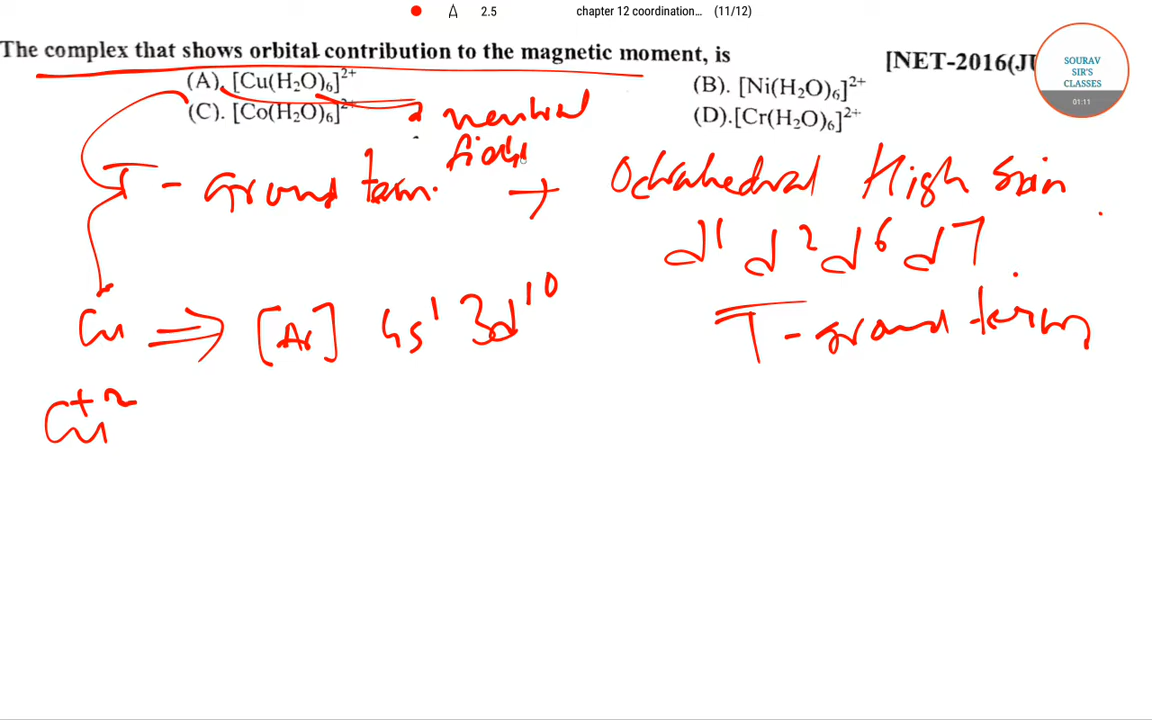 2.5 chapter 12 coordination... (11/12)
The complex that shows orbital contribution to the magnetic moment, is [NET-2016(JU
SOURAV SIR'S CLASSES
01:11
(A). [Cu(H₂O)₆]²⁺ (B). [Ni(H₂O)₆]²⁺
(C). [Co(H₂O)₆]²⁺ (D).[Cr(H₂O)₆]²⁺
neutral
T - Ground term. → Octrahedral High Spin
d¹ d² d⁶ d⁷
T - ground term
Cu ⇒ [Ar] 4s¹ 3d¹⁰
Cu⁺²